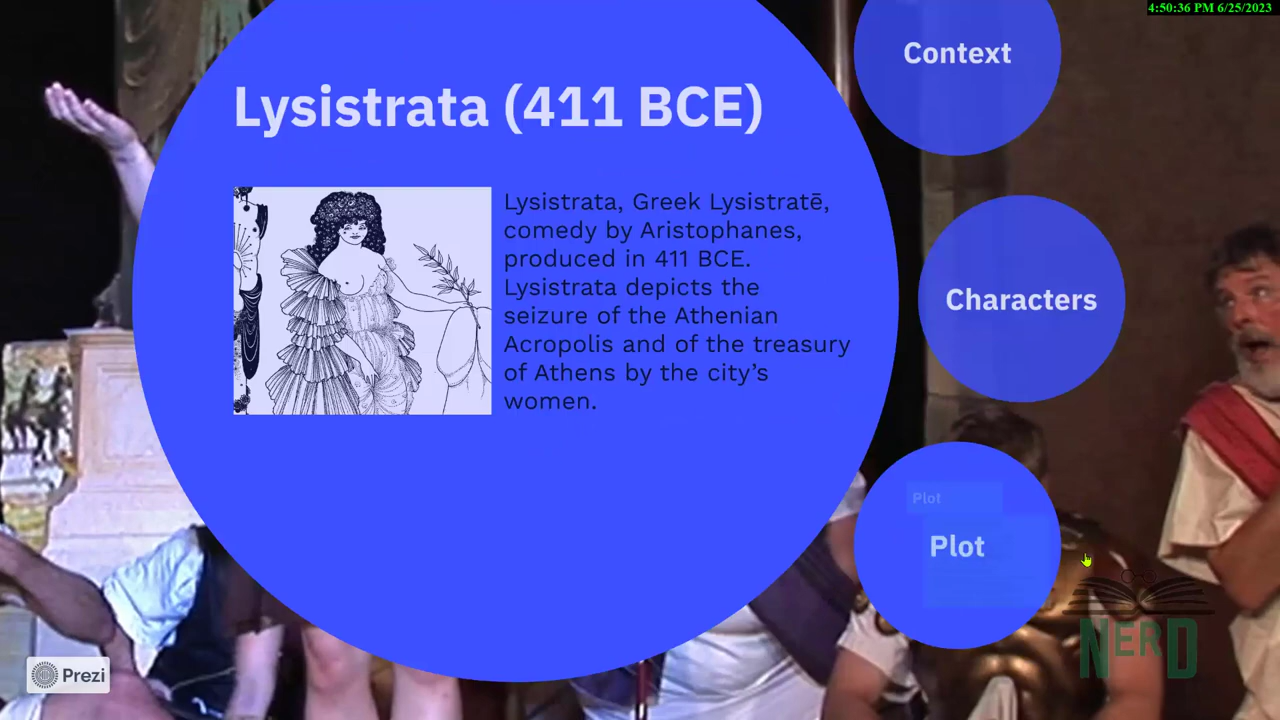 4:50:36 PM 6/25/2023
Context
Lysistrata (411 BCE)
Lysistrata, Greek Lysistratē,
comedy by Aristophanes,
produced in 411 BCE.
Lysistrata depicts the
seizure of the Athenian
Acropolis and of the treasury
of Athens by the city’s
women.
Characters
Plot
Plot
Prezi
NERD